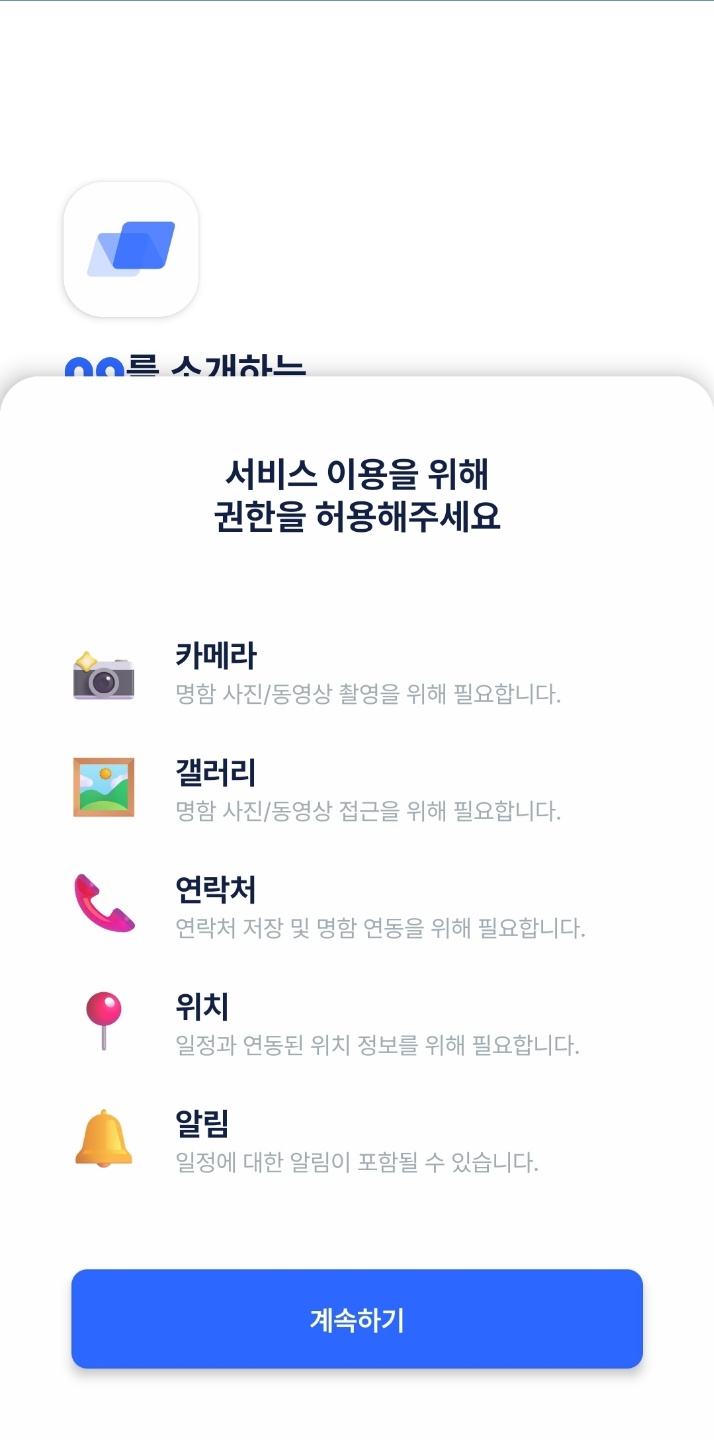 를 소개하는
서비스 이용을 위해
권한을 허용해주세요
카메라
명함 사진/동영상 촬영을 위해 필요합니다.
갤러리
명함 사진/동영상 접근을 위해 필요합니다.
연락처
연락처 저장 및 명함 연동을 위해 필요합니다.
위치
일정과 연동된 위치 정보를 위해 필요합니다.
알림
일정에 대한 알림이 포함될 수 있습니다.
계속하기